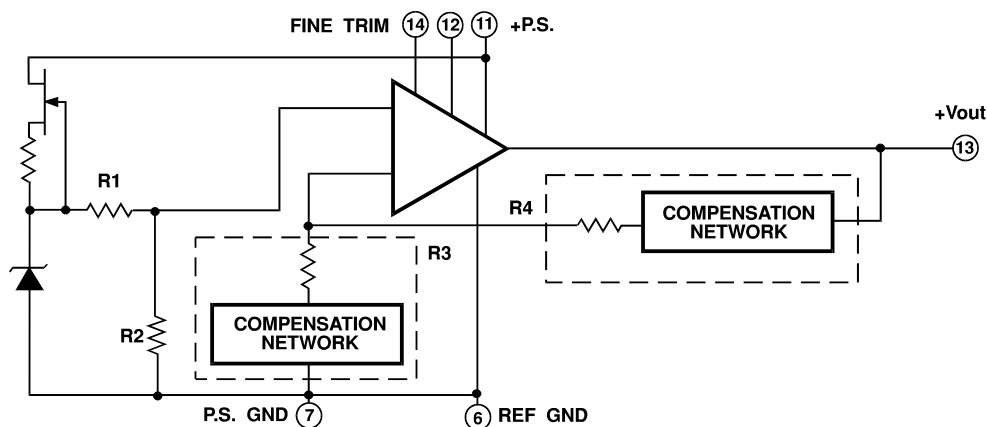 FINE TRIM 14 12 11 +P.S.
+Vout
13
R1
R4
COMPENSATION
NETWORK
R3
COMPENSATION
NETWORK
R2
P.S. GND 7
6 REF GND